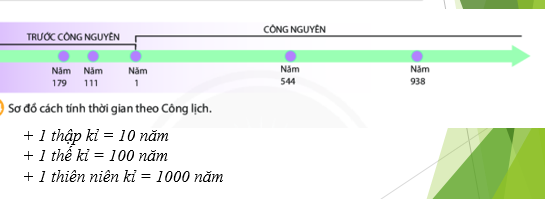 TRƯỚC CÔNG NGUYÊN
CÔNG NGUYÊN
Năm Năm Năm Năm Năm
179 111 1 544 938
Sơ đồ cách tính thời gian theo Công lịch.
+ 1 thập kỉ = 10 năm
+ 1 thế kỉ = 100 năm
+ 1 thiên niên kỉ = 1000 năm